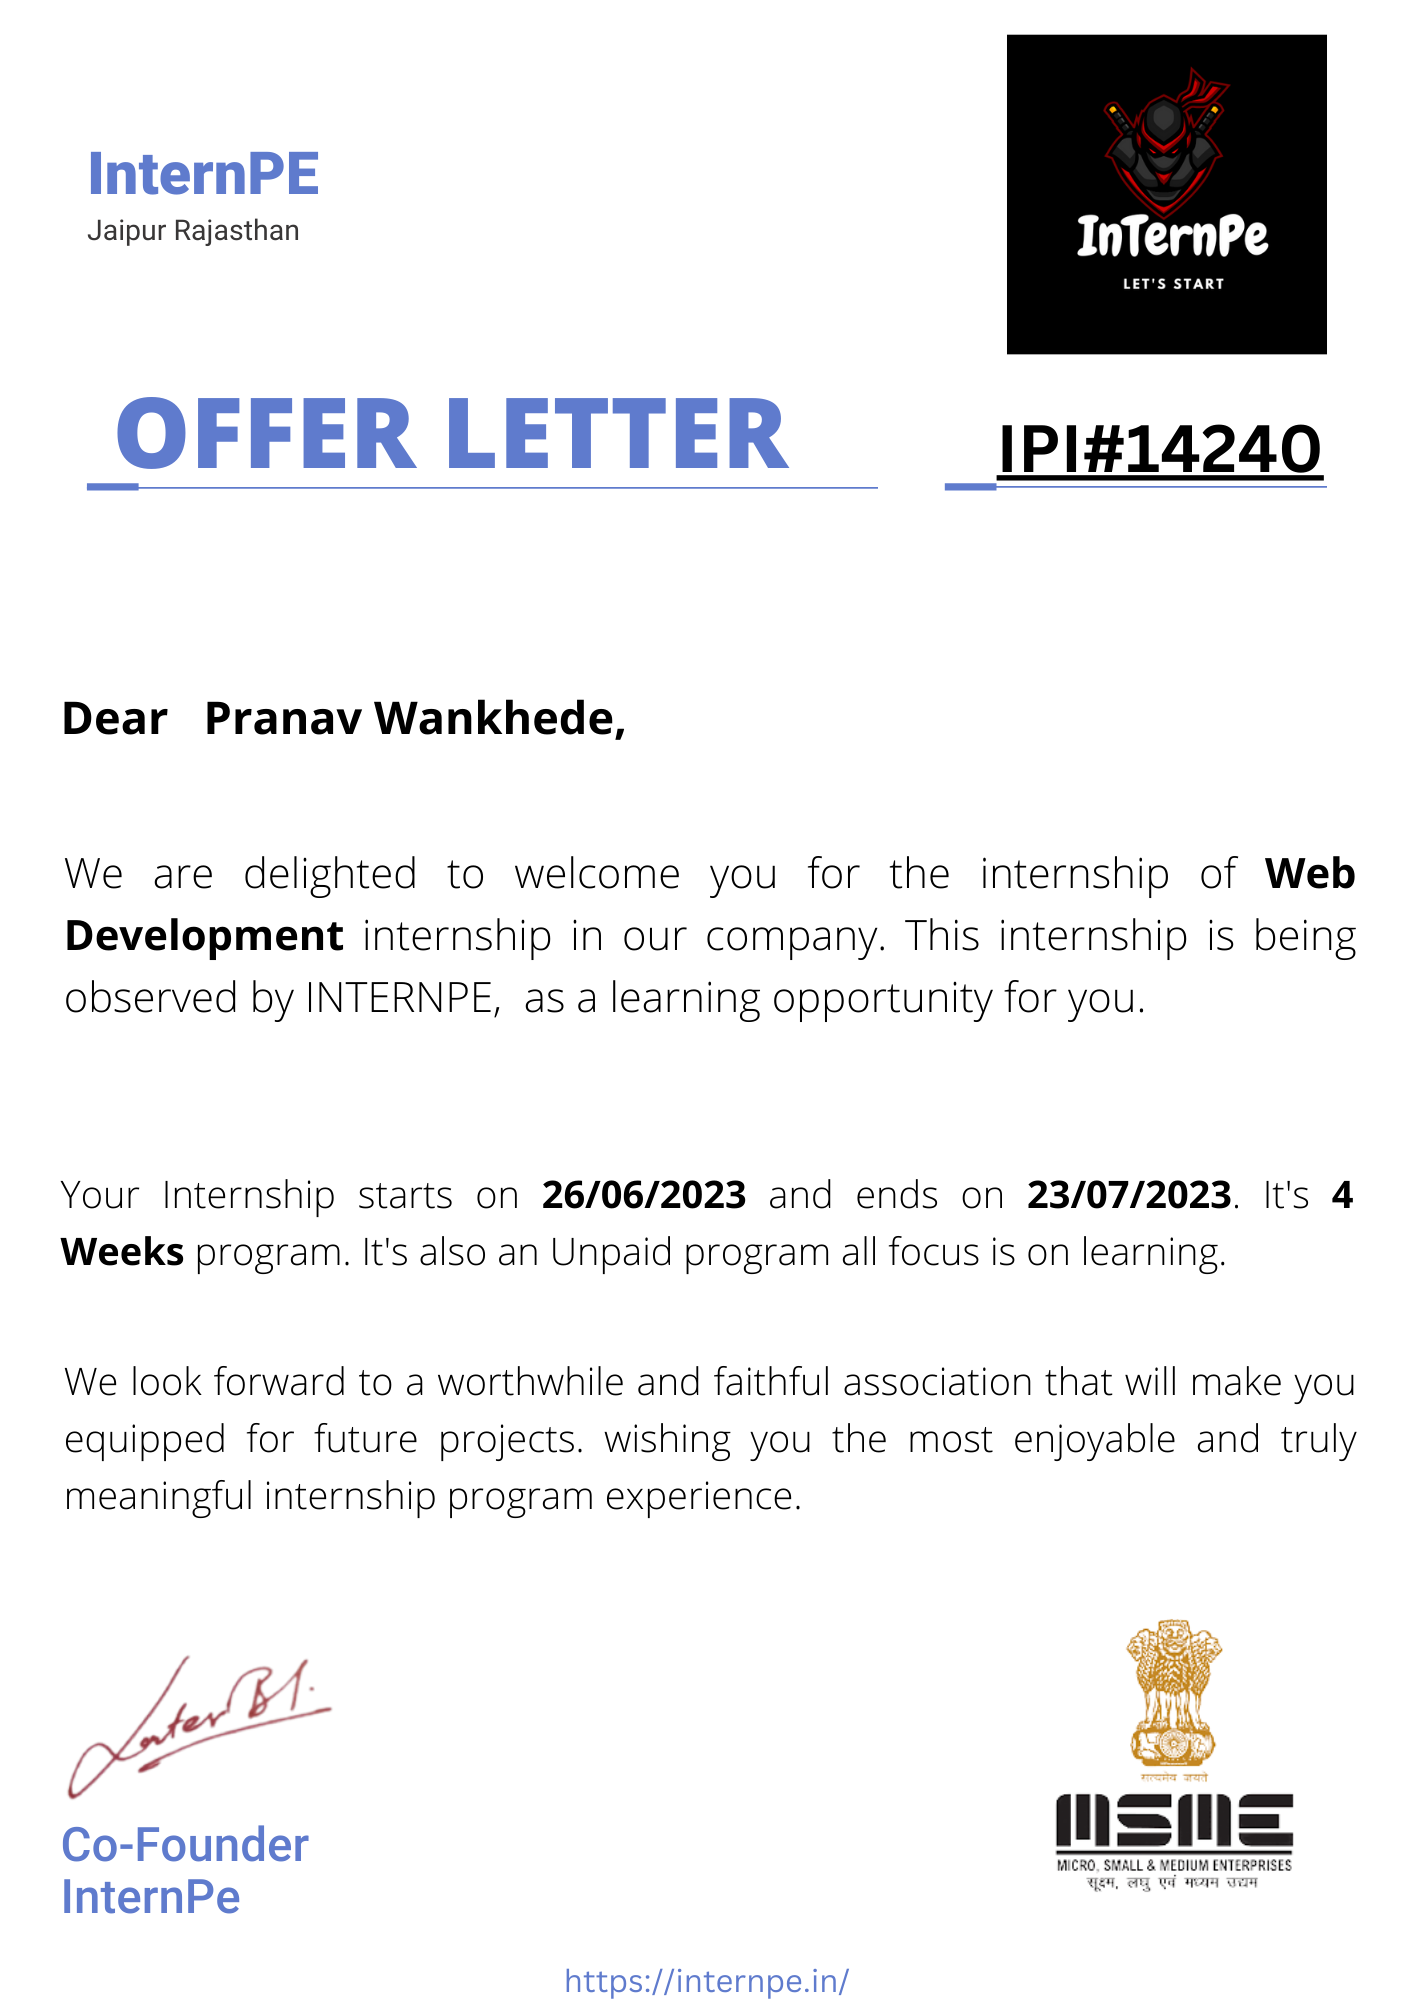 InternPE
Jaipur Rajasthan
InTernPe
LET'S START
OFFER LETTER
IPI#14240
Dear Pranav Wankhede,
We are delighted to welcome you for the internship of Web
Development internship in our company. This internship is being
observed by INTERNPE, as a learning opportunity for you.
Your Internship starts on 26/06/2023 and ends on 23/07/2023. It's 4
Weeks program. It's also an Unpaid program all focus is on learning.
We look forward to a worthwhile and faithful association that will make you
equipped for future projects. wishing you the most enjoyable and truly
meaningful internship program experience.
Co-Founder
InternPe
सत्यमेव जयते
MSME
MICRO, SMALL & MEDIUM ENTERPRISES
सूक्ष्म, लघु एवं मध्यम उद्यम
https://internpe.in/